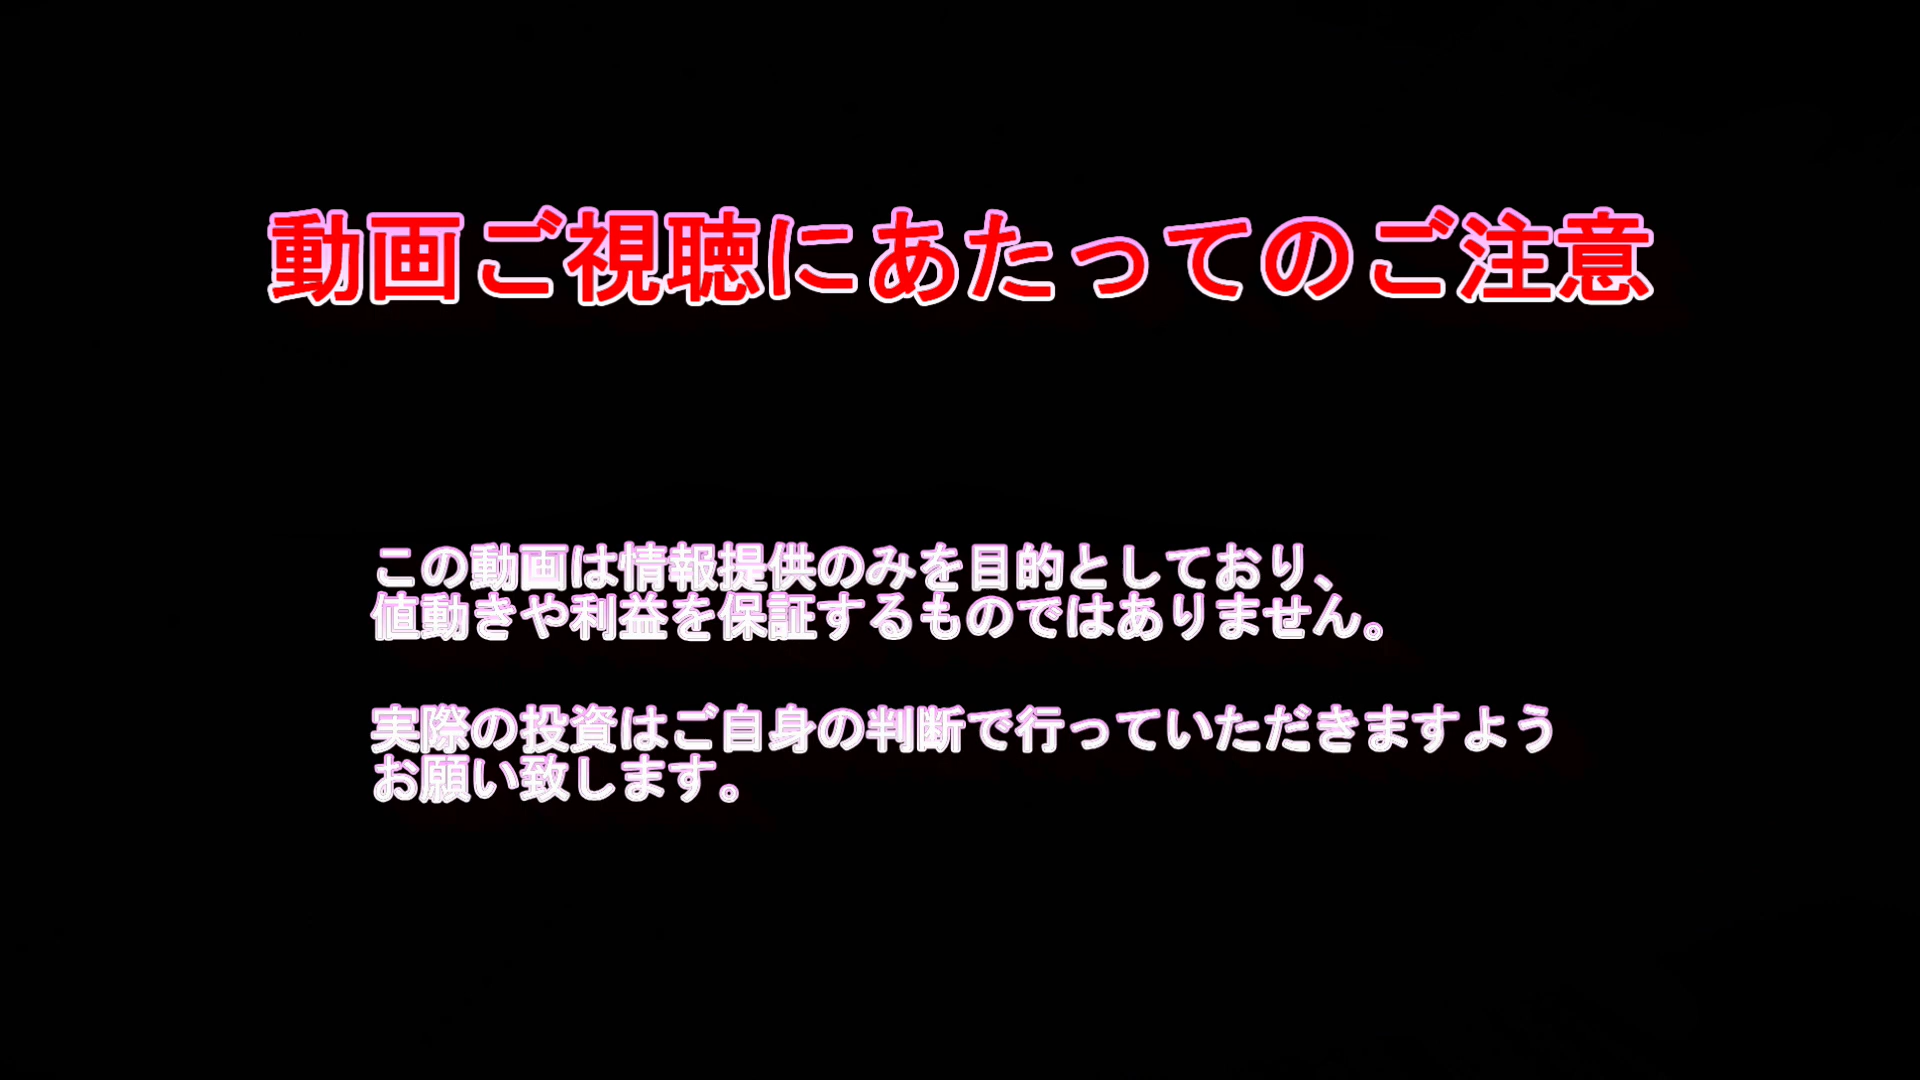 動画ご視聴にあたってのご注意
この動画は情報提供のみを目的としており、
値動きや利益を保証するものではありません。
実際の投資はご自身の判断で行っていただきますよう
お願い致します。